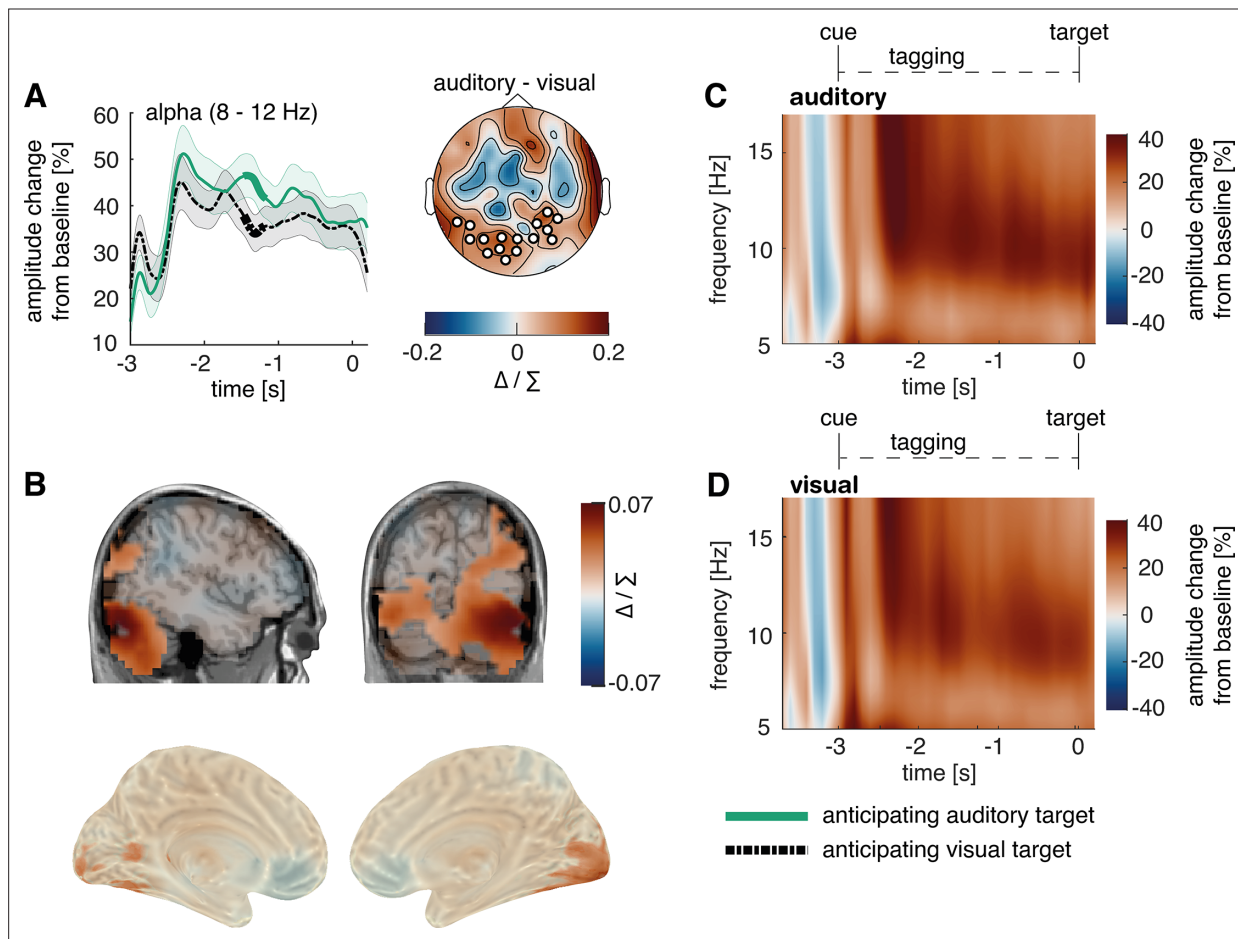 A
alpha (8 - 12 Hz)
amplitude change
from baseline [%]
60
50
40
30
20
10
-3
-2
-1
0
time [s]
auditory - visual
-0.2
0
0.2
Δ / Σ
B
0.07
Δ / Σ
-0.07
cue
target
tagging
C
auditory
frequency [Hz]
15
10
5
-3
-2
-1
0
time [s]
40
20
0
-20
-40
amplitude change
from baseline [%]
cue
target
tagging
D
visual
frequency [Hz]
15
10
5
-3
-2
-1
0
time [s]
40
20
0
20
-40
amplitude change
from baseline [%]
anticipating auditory target
anticipating visual target